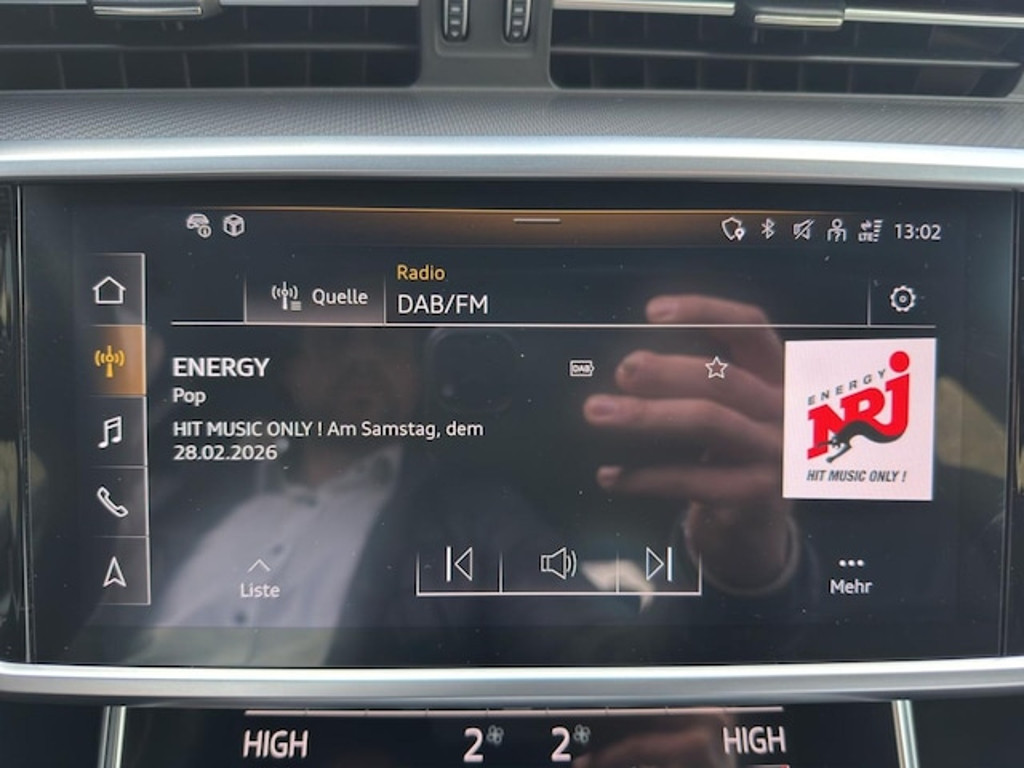 LTE 13:02
Radio
Quelle DAB/FM
ENERGY
DAB
Pop
HIT MUSIC ONLY ! Am Samstag, dem
28.02.2026
ENERGY
NRJ
HIT MUSIC ONLY !
Liste
Mehr
HIGH 2 2 HIGH